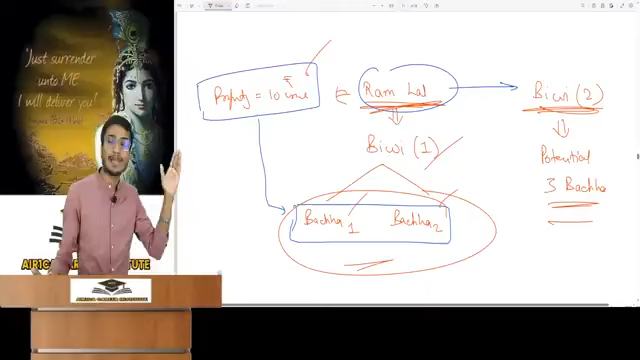 "Just surrender
unto ME
I will deliver you"
Property = 10 crore
₹
Ram Lal
Biwi (2)
Biwi (1)
Potential
3 Bachha
Bachha 1
Bachha 2
AIR1CA CAREER INSTITUTE